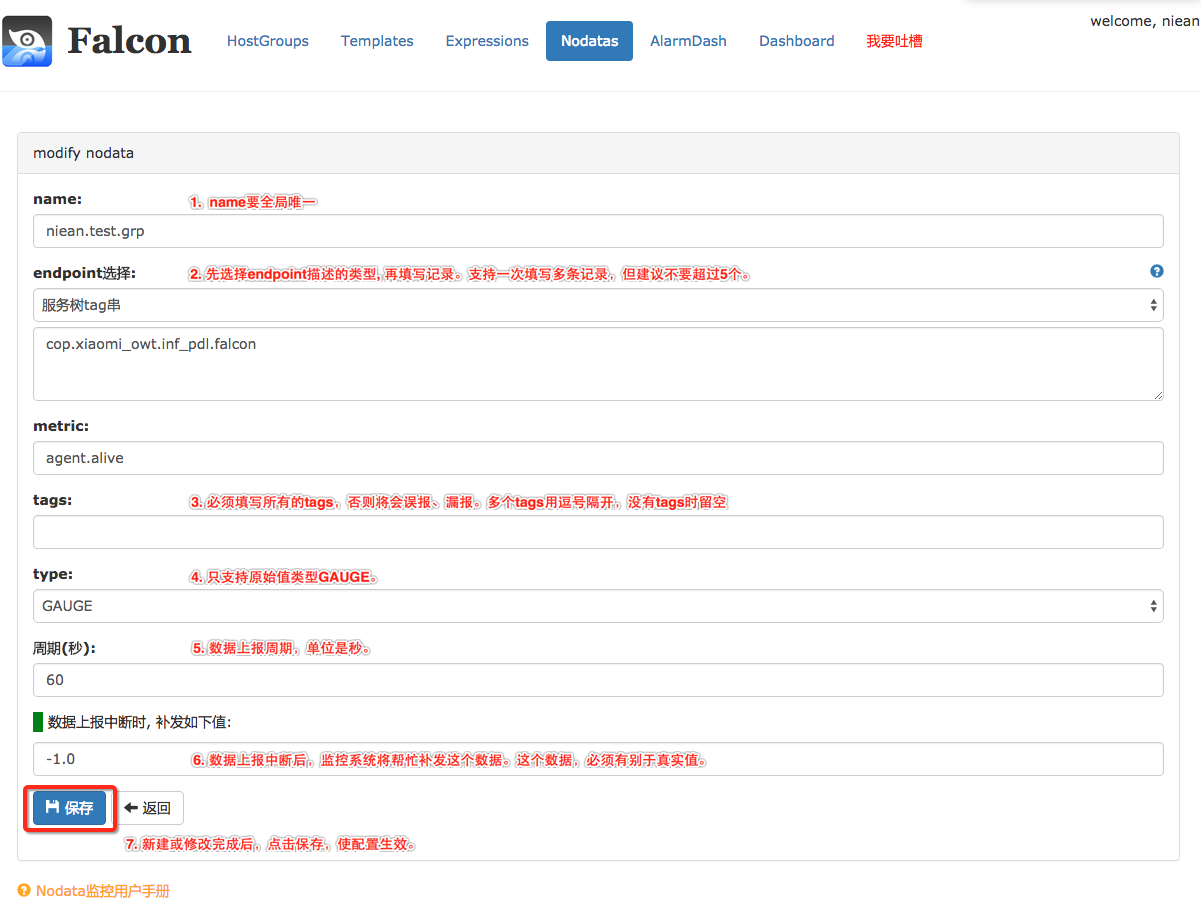 welcome, niean
Falcon
HostGroups Templates Expressions Nodatas AlarmDash Dashboard 我要吐槽
modify nodata
name: 1. name要全局唯一
niean.test.grp
endpoint选择: 2. 先选择endpoint描述的类型, 再填写记录。支持一次填写多条记录，但建议不要超过5个。
服务树tag串
cop.xiaomi_owt.inf_pdl.falcon
metric:
agent.alive
tags: 3. 必须填写所有的tags，否则将会误报、漏报。多个tags用逗号隔开，没有tags时留空
type: 4. 只支持原始值类型GAUGE。
GAUGE
周期(秒): 5. 数据上报周期，单位是秒。
60
数据上报中断时, 补发如下值:
-1.0 6. 数据上报中断后，监控系统将帮忙补发这个数据。这个数据，必须有别于真实值。
保存 返回
7. 新建或修改完成后，点击保存，使配置生效。
Nodata监控用户手册